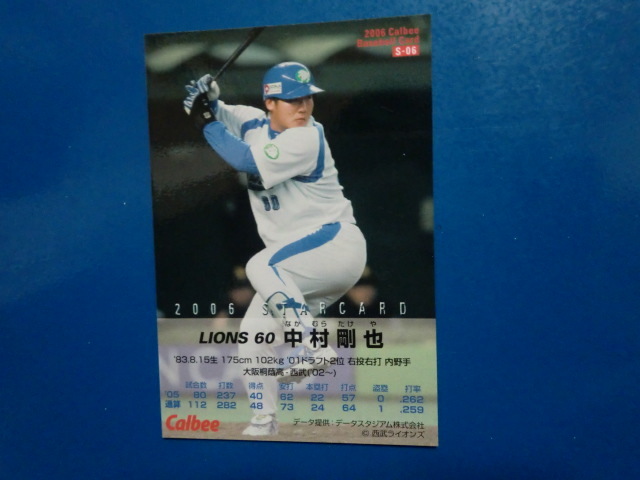 2006 Calbee
Baseball Card
S-06
60
2006 STARCARD
なか むら たけ や
LIONS 60 中村剛也
'83.8.15生 175cm 102kg '01ドラフト2位 右投右打 内野手
大阪桐蔭高-西武('02〜)
試合数 打数 得点 安打 本塁打 打点 盗塁 打率
'05 80 237 40 62 22 57 0 .262
通算 112 282 48 73 24 64 1 .259
Calbee
データ提供:データスタジアム株式会社
© 西武ライオンズ